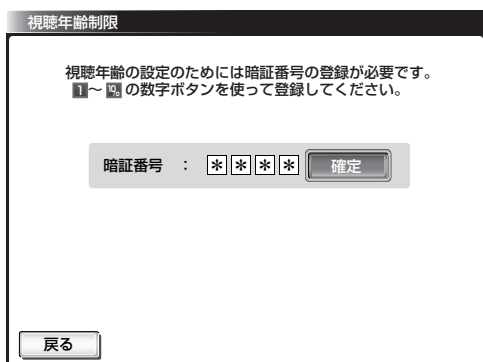 視聴年齢制限
視聴年齢の設定のためには暗証番号の登録が必要です。
1～10の数字ボタンを使って登録してください。
暗証番号 ： ＊＊＊＊ 確定
戻る